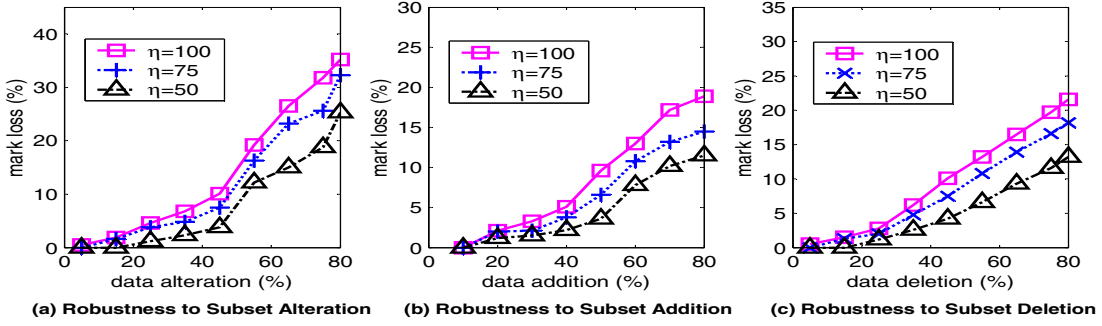 40
30
20
10
0
0
20
40
60
80
mark loss (%)
data alteration (%)
η=100
η=75
η=50
(a) Robustness to Subset Alteration
30
25
20
15
10
5
0
0
20
40
60
80
mark loss (%)
data addition (%)
η=100
η=75
η=50
(b) Robustness to Subset Addition
35
30
25
20
15
10
5
0
0
20
40
60
80
mark loss (%)
data deletion (%)
η=100
η=75
η=50
(c) Robustness to Subset Deletion